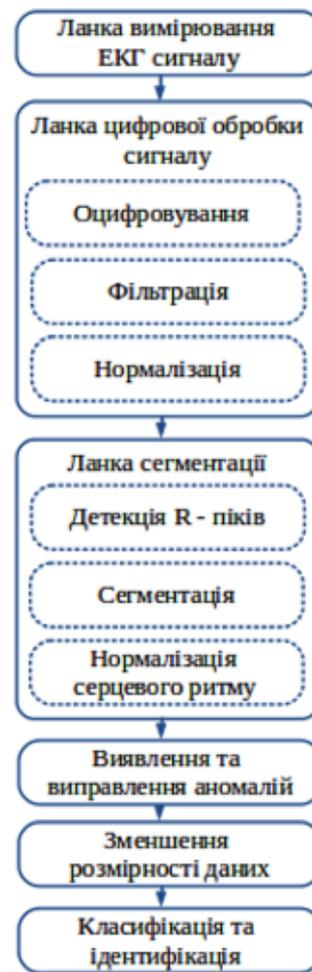 Ланка вимірювання
ЕКГ сигналу
Ланка цифрової обробки
сигналу
Оцифровування
Фільтрація
Нормалізація
Ланка сегментації
Детекція R - піків
Сегментація
Нормалізація
серцевого ритму
Виявлення та
виправлення аномалій
Зменшення
розмірності даних
Класифікація та
ідентифікація